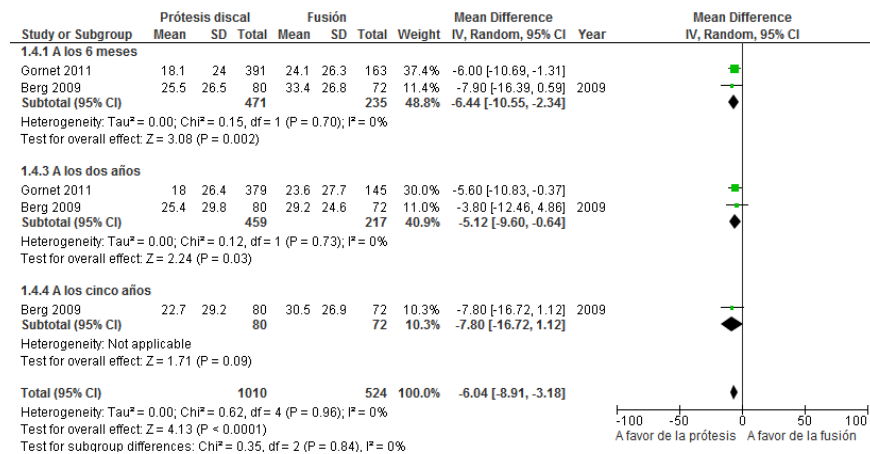 Prótesis discal Fusión Mean Difference Mean Difference
Study or Subgroup Mean SD Total Mean SD Total Weight IV, Random, 95% CI Year IV, Random, 95% CI
1.4.1 A los 6 meses
Gornet 2011 18.1 24 391 24.1 26.3 163 37.4% -6.00 [-10.69, -1.31]
Berg 2009 25.5 26.5 80 33.4 26.8 72 11.4% -7.90 [-16.39, 0.59] 2009
Subtotal (95% CI) 471 235 48.8% -6.44 [-10.55, -2.34]
Heterogeneity: Tau² = 0.00; Chi² = 0.15, df = 1 (P = 0.70); I² = 0%
Test for overall effect: Z = 3.08 (P = 0.002)
1.4.3 A los dos años
Gornet 2011 18 26.4 379 23.6 27.7 145 30.0% -5.60 [-10.83, -0.37]
Berg 2009 25.4 29.8 80 29.2 24.6 72 11.0% -3.80 [-12.46, 4.86] 2009
Subtotal (95% CI) 459 217 40.9% -5.12 [-9.60, -0.64]
Heterogeneity: Tau² = 0.00; Chi² = 0.12, df = 1 (P = 0.73); I² = 0%
Test for overall effect: Z = 2.24 (P = 0.03)
1.4.4 A los cinco años
Berg 2009 22.7 29.2 80 30.5 26.9 72 10.3% -7.80 [-16.72, 1.12] 2009
Subtotal (95% CI) 80 72 10.3% -7.80 [-16.72, 1.12]
Heterogeneity: Not applicable
Test for overall effect: Z = 1.71 (P = 0.09)
Total (95% CI) 1010 524 100.0% -6.04 [-8.91, -3.18]
Heterogeneity: Tau² = 0.00; Chi² = 0.62, df = 4 (P = 0.96); I² = 0%
Test for overall effect: Z = 4.13 (P < 0.0001)
Test for subgroup differences: Chi² = 0.35, df = 2 (P = 0.84), I² = 0%
-100 -50 0 50 100
A favor de la prótesis A favor de la fusión